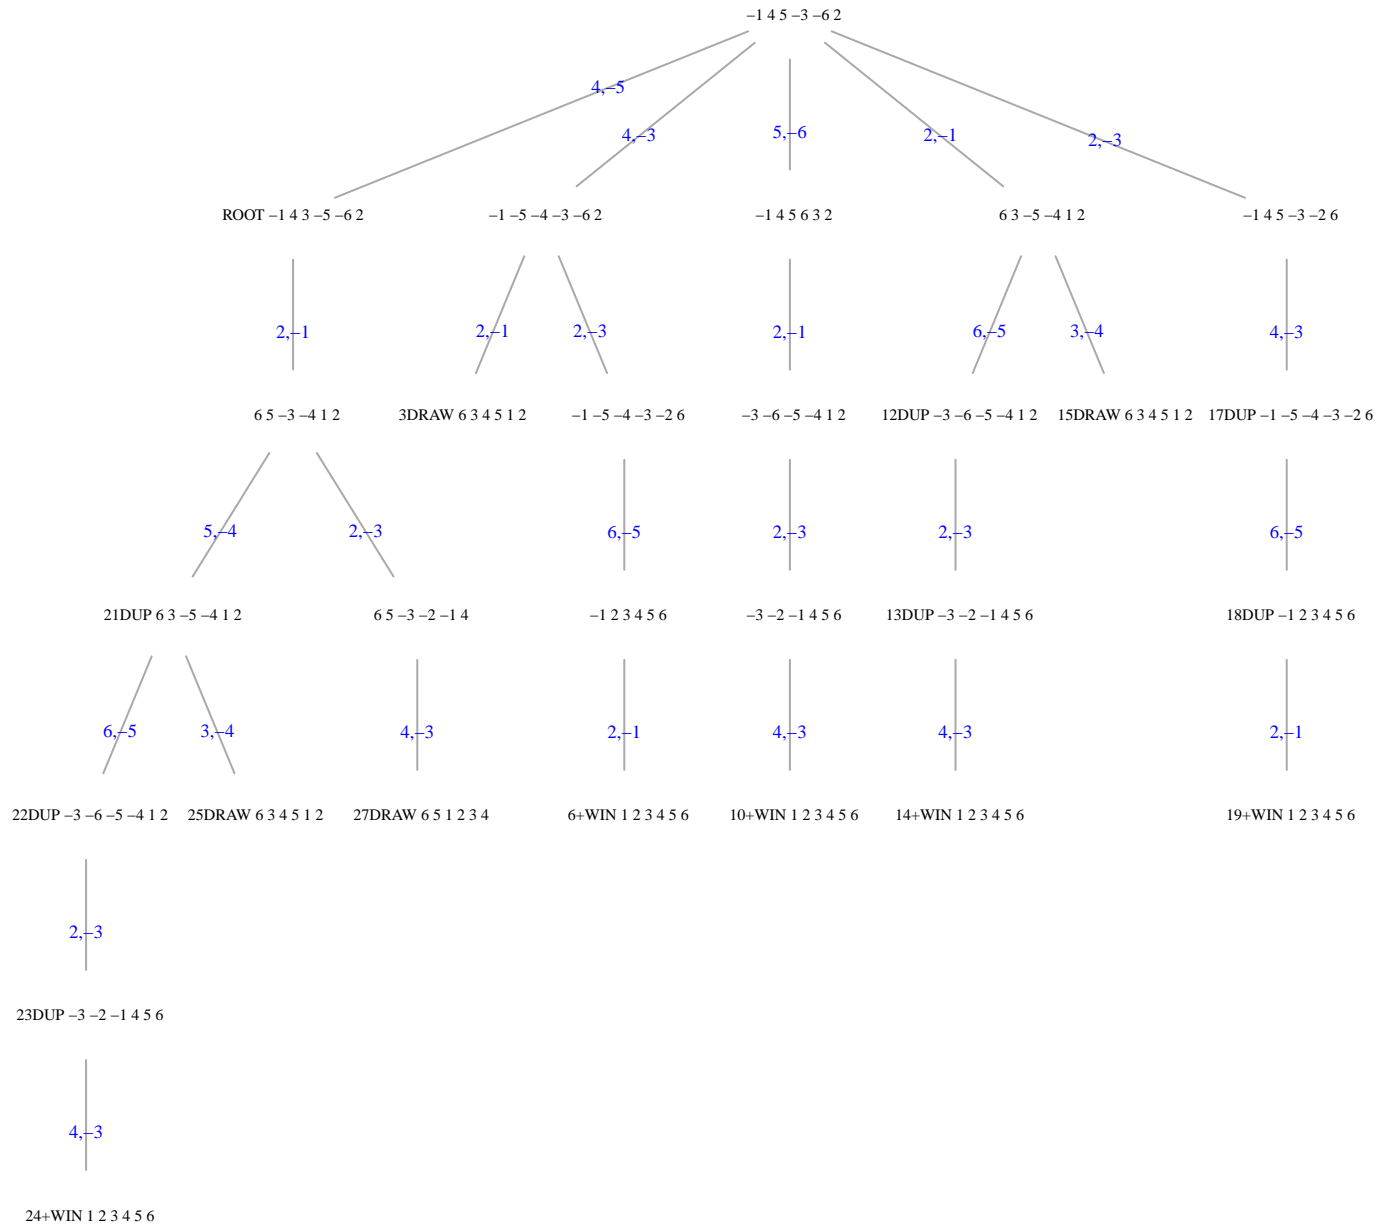 −1 4 5 −3 −6 2
4,−5
4,−3
5,−6
2,−1
2,−3
ROOT −1 4 3 −5 −6 2
−1 −5 −4 −3 −6 2
−1 4 5 6 3 2
6 3 −5 −4 1 2
−1 4 5 −3 −2 6
2,−1
2,−1
2,−3
2,−1
6,−5
3,−4
4,−3
6 5 −3 −4 1 2
3DRAW 6 3 4 5 1 2
−1 −5 −4 −3 −2 6
−3 −6 −5 −4 1 2
12DUP −3 −6 −5 −4 1 2
15DRAW 6 3 4 5 1 2
17DUP −1 −5 −4 −3 −2 6
5,−4
2,−3
6,−5
2,−3
2,−3
6,−5
21DUP 6 3 −5 −4 1 2
6 5 −3 −2 −1 4
−1 2 3 4 5 6
−3 −2 −1 4 5 6
13DUP −3 −2 −1 4 5 6
18DUP −1 2 3 4 5 6
6,−5
3,−4
4,−3
2,−1
4,−3
4,−3
2,−1
22DUP −3 −6 −5 −4 1 2
25DRAW 6 3 4 5 1 2
27DRAW 6 5 1 2 3 4
6+WIN 1 2 3 4 5 6
10+WIN 1 2 3 4 5 6
14+WIN 1 2 3 4 5 6
19+WIN 1 2 3 4 5 6
2,−3
23DUP −3 −2 −1 4 5 6
4,−3
24+WIN 1 2 3 4 5 6